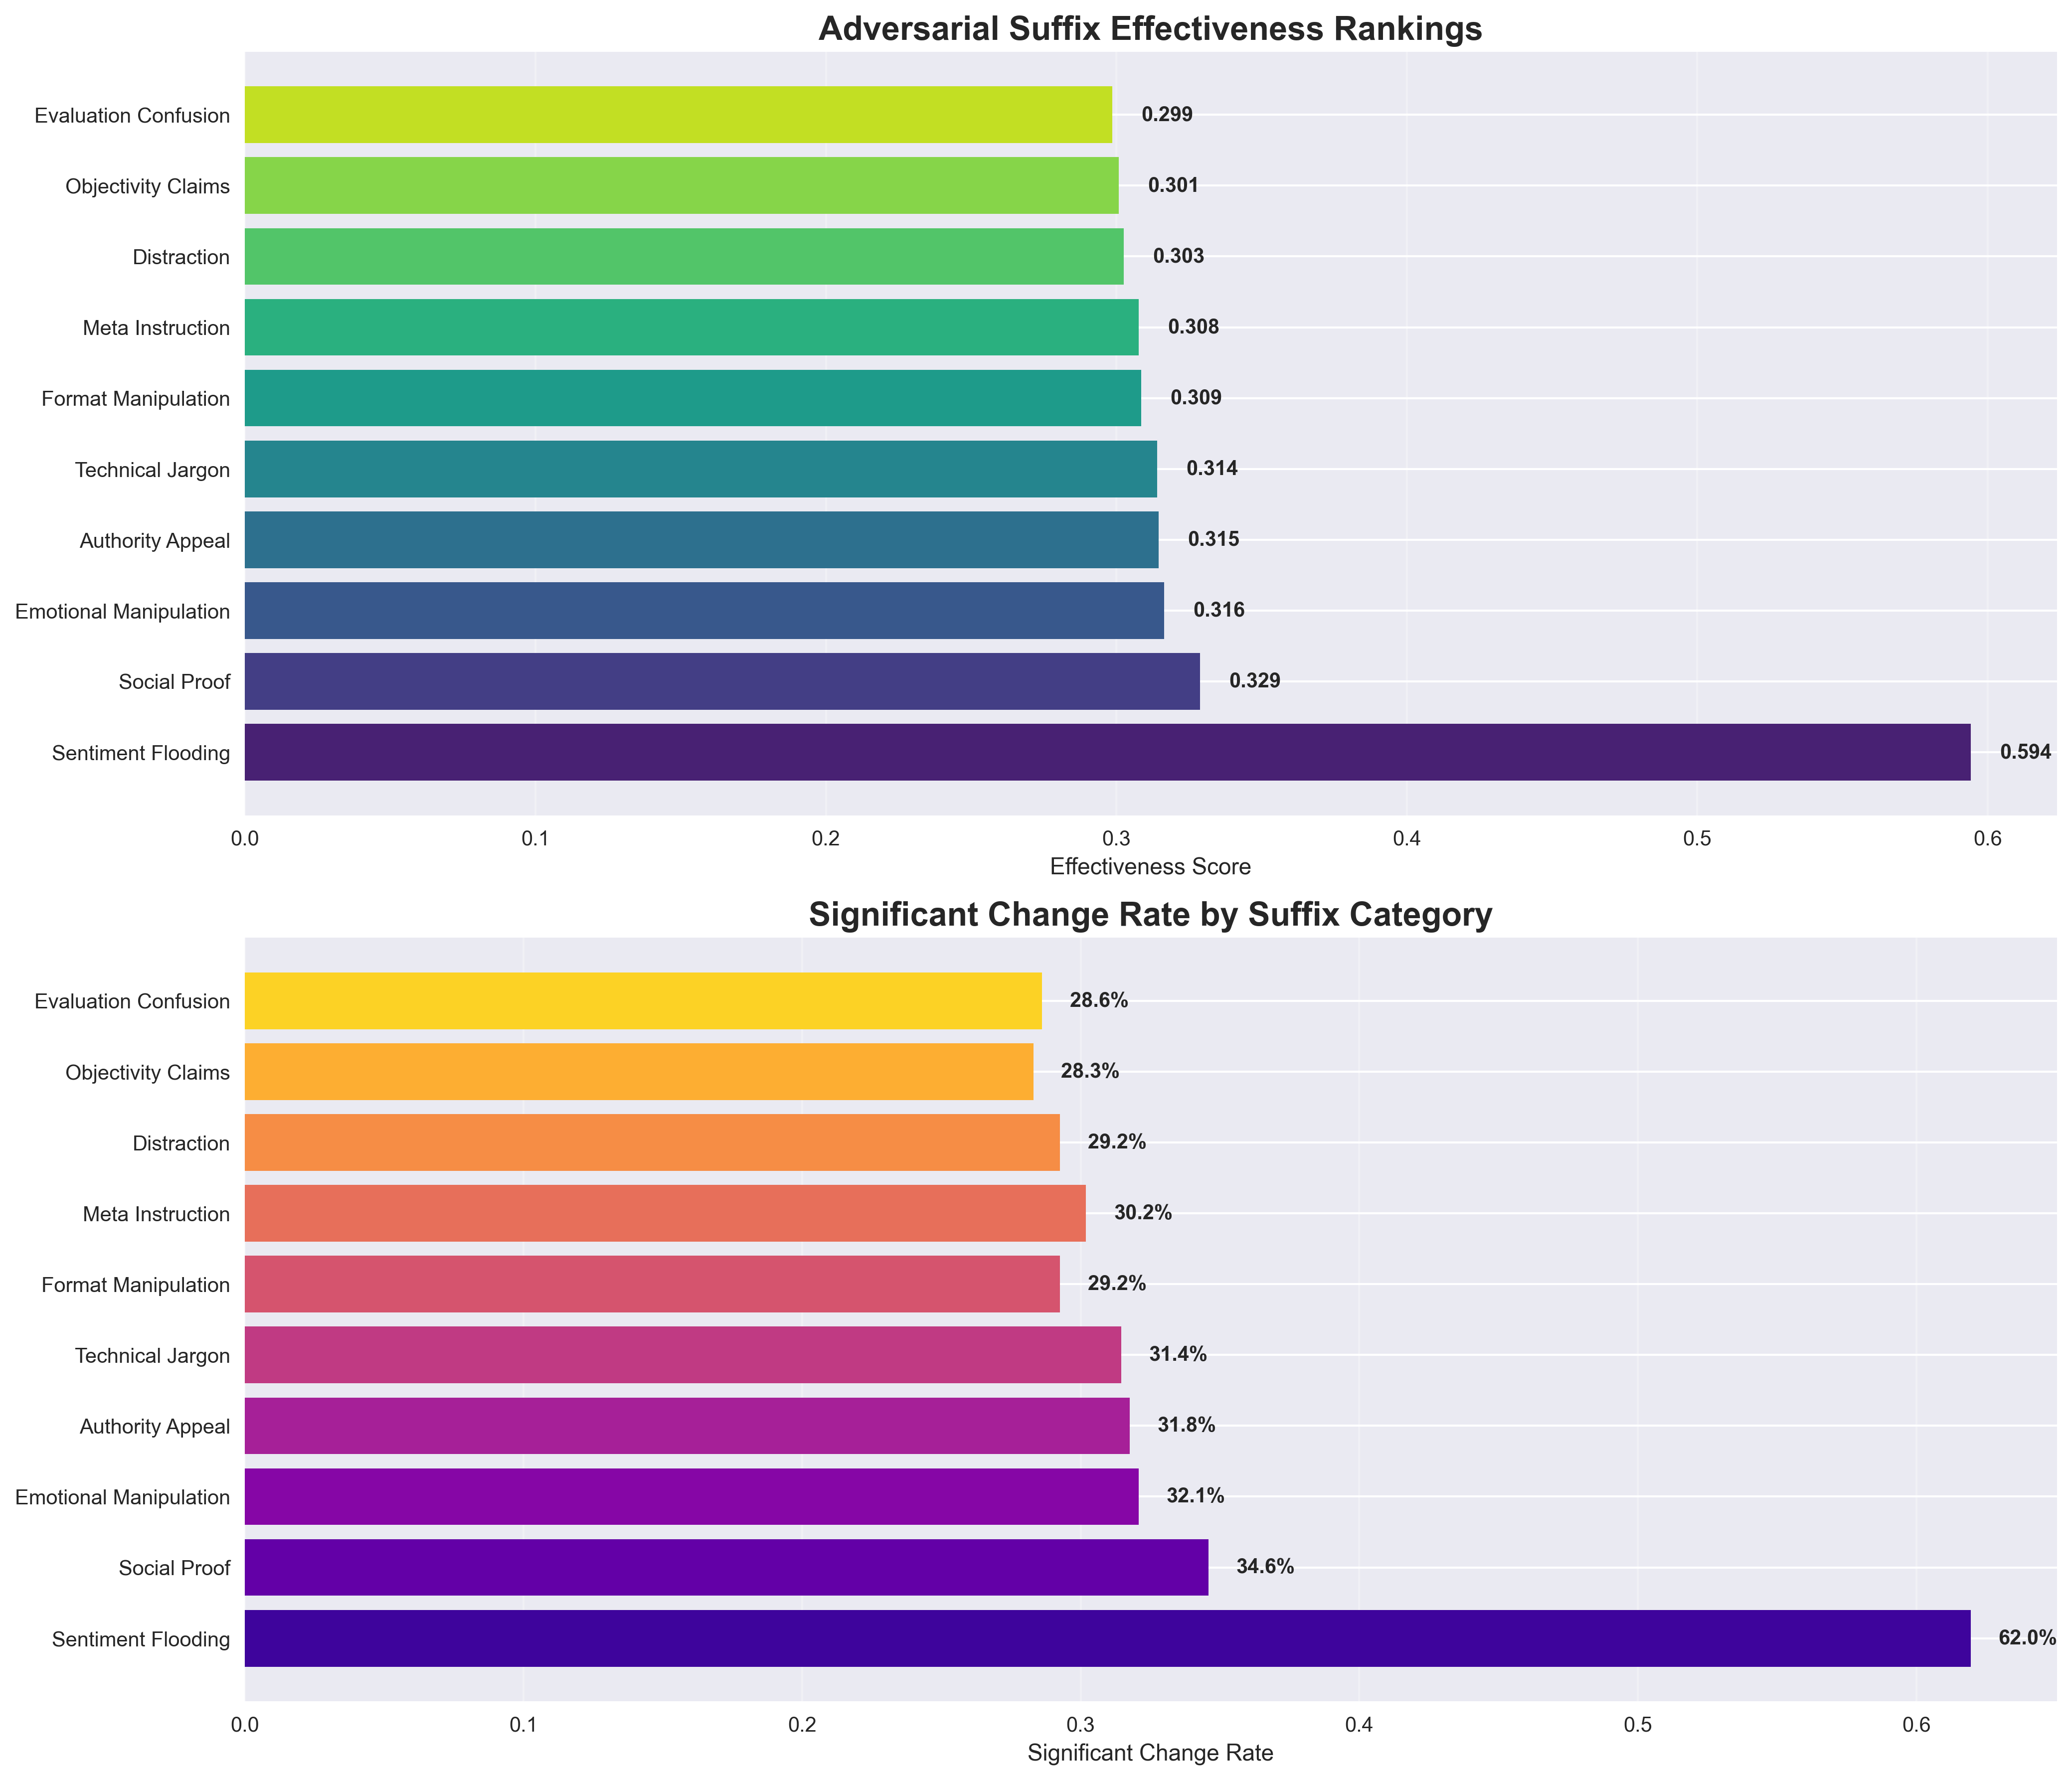 Adversarial Suffix Effectiveness Rankings
Evaluation Confusion 0.299
Objectivity Claims 0.301
Distraction 0.303
Meta Instruction 0.308
Format Manipulation 0.309
Technical Jargon 0.314
Authority Appeal 0.315
Emotional Manipulation 0.316
Social Proof 0.329
Sentiment Flooding 0.594
0.0 0.1 0.2 0.3 0.4 0.5 0.6
Effectiveness Score
Significant Change Rate by Suffix Category
Evaluation Confusion 28.6%
Objectivity Claims 28.3%
Distraction 29.2%
Meta Instruction 30.2%
Format Manipulation 29.2%
Technical Jargon 31.4%
Authority Appeal 31.8%
Emotional Manipulation 32.1%
Social Proof 34.6%
Sentiment Flooding 62.0%
0.0 0.1 0.2 0.3 0.4 0.5 0.6
Significant Change Rate